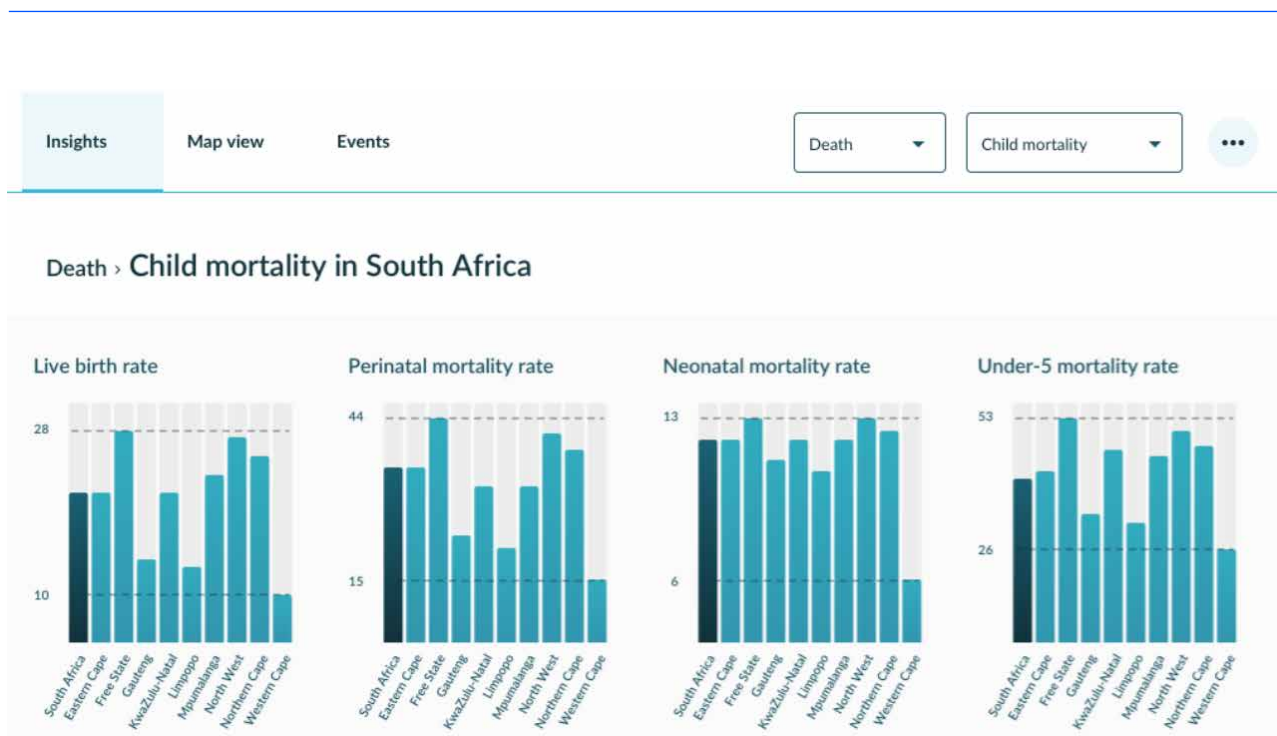 Insights Map view Events Death Child mortality
Death › Child mortality in South Africa
Live birth rate
28
10
South Africa
Eastern Cape
Free State
Gauteng
KwaZulu-Natal
Limpopo
Mpumalanga
North West
Northern Cape
Western Cape
Perinatal mortality rate
44
15
South Africa
Eastern Cape
Free State
Gauteng
KwaZulu-Natal
Limpopo
Mpumalanga
North West
Northern Cape
Western Cape
Neonatal mortality rate
13
6
South Africa
Eastern Cape
Free State
Gauteng
KwaZulu-Natal
Limpopo
Mpumalanga
North West
Northern Cape
Western Cape
Under-5 mortality rate
53
26
South Africa
Eastern Cape
Free State
Gauteng
KwaZulu-Natal
Limpopo
Mpumalanga
North West
Northern Cape
Western Cape